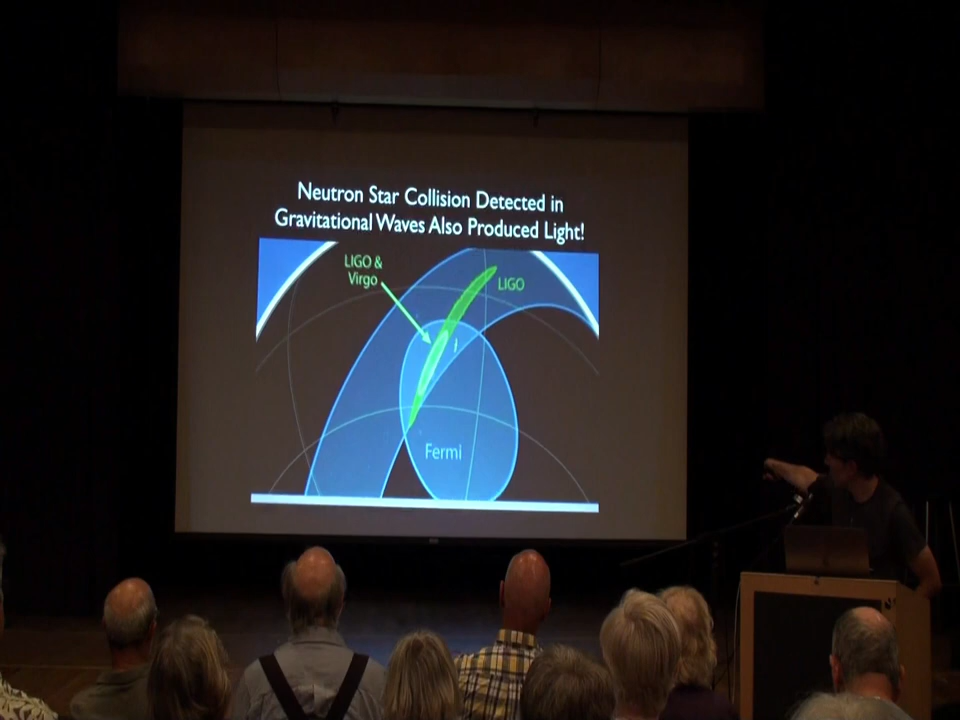 Neutron Star Collision Detected in
Gravitational Waves Also Produced Light!
LIGO &
Virgo
LIGO
Fermi